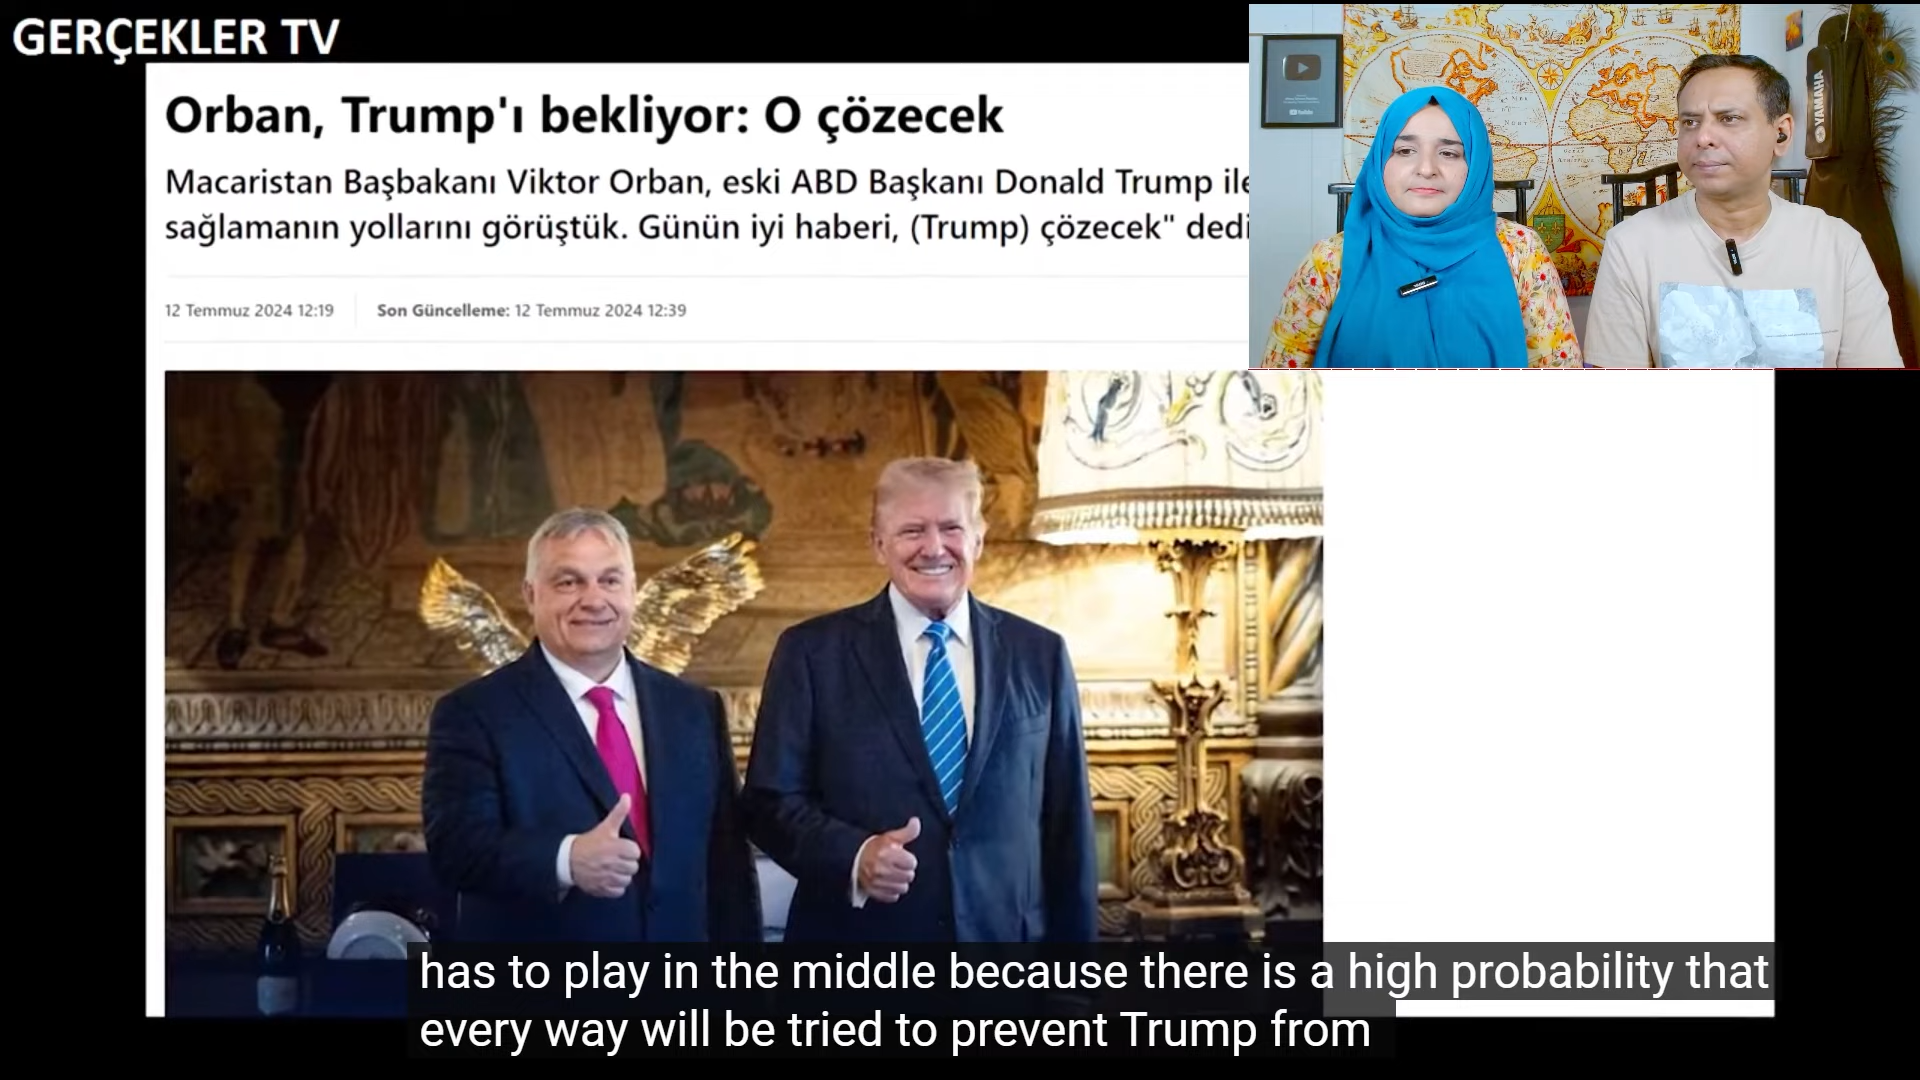 GERÇEKLER TV
Orban, Trump'ı bekliyor: O çözecek
Macaristan Başbakanı Viktor Orban, eski ABD Başkanı Donald Trump ile
sağlamanın yollarını görüştük. Günün iyi haberi, (Trump) çözecek" dedi
12 Temmuz 2024 12:19
Son Güncelleme: 12 Temmuz 2024 12:39
YAMAHA
has to play in the middle because there is a high probability that
every way will be tried to prevent Trump from